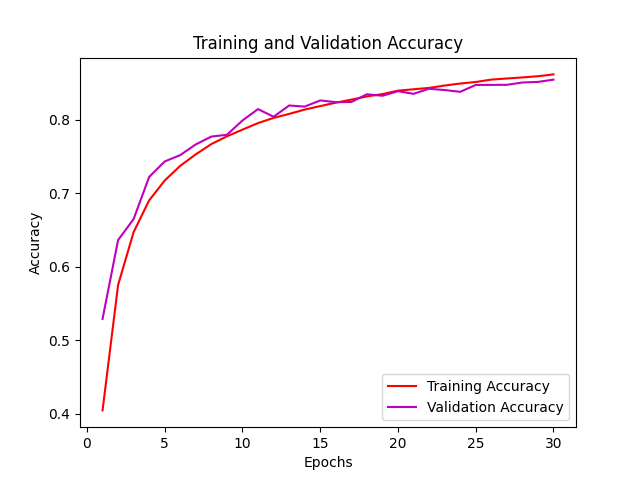 Training and Validation Accuracy
Accuracy
0.8
0.7
0.6
0.5
0.4
Training Accuracy
Validation Accuracy
0 5 10 15 20 25 30
Epochs